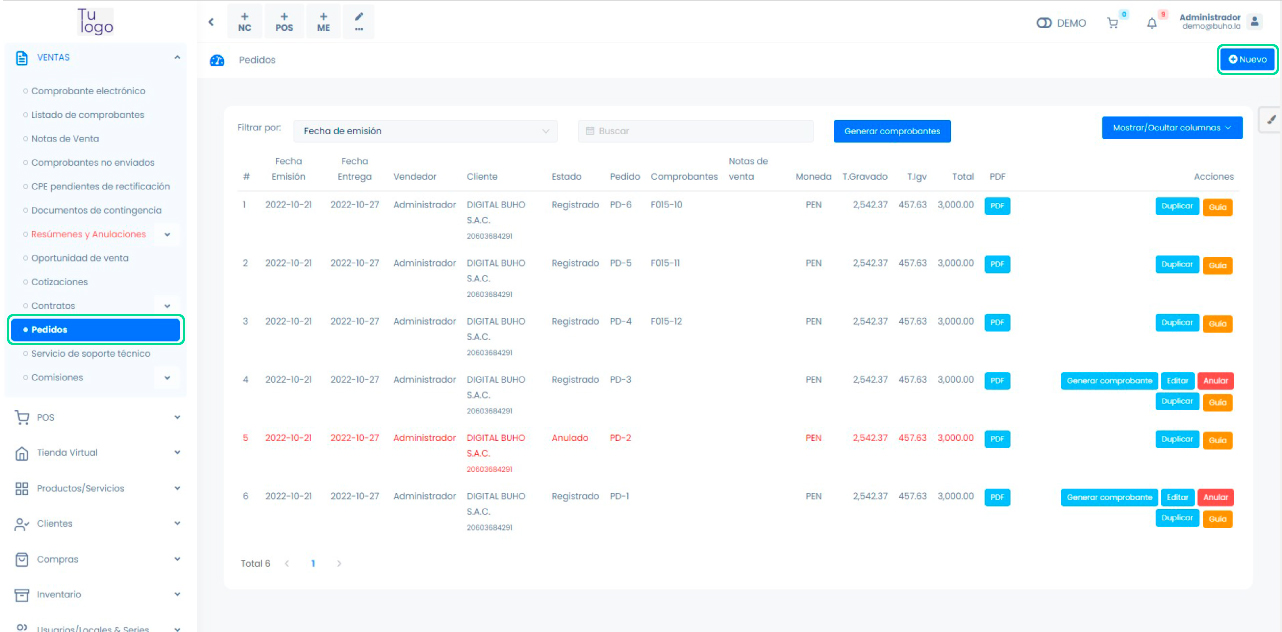 Tu
logo
+
NC
+
POS
+
ME
...
DEMO
0
9
Administrador
demo@buho.la
VENTAS
Comprobante electrónico
Listado de comprobantes
Notas de Venta
Comprobantes no enviados
CPE pendientes de rectificación
Documentos de contingencia
Resúmenes y Anulaciones
Oportunidad de venta
Cotizaciones
Contratos
Pedidos
Servicio de soporte técnico
Comisiones
POS
Tienda Virtual
Productos/Servicios
Clientes
Compras
Inventario
Usuarios/Locales & Series
Pedidos
Nuevo
Filtrar por: Fecha de emisión Buscar Generar comprobantes Mostrar/Ocultar columnas
# Fecha Emisión Fecha Entrega Vendedor Cliente Estado Pedido Comprobantes Notas de venta Moneda T.Gravado T.Igv Total PDF Acciones
1 2022-10-21 2022-10-27 Administrador DIGITAL BUHO Registrado PD-6 F015-10 PEN 2,542.37 457.63 3,000.00 PDF Duplicar Guía
S.A.C.
20603684291
2 2022-10-21 2022-10-27 Administrador DIGITAL BUHO Registrado PD-5 F015-11 PEN 2,542.37 457.63 3,000.00 PDF Duplicar Guía
S.A.C.
20603684291
3 2022-10-21 2022-10-27 Administrador DIGITAL BUHO Registrado PD-4 F015-12 PEN 2,542.37 457.63 3,000.00 PDF Duplicar Guía
S.A.C.
20603684291
4 2022-10-21 2022-10-27 Administrador DIGITAL BUHO Registrado PD-3 PEN 2,542.37 457.63 3,000.00 PDF Generar comprobante Editar Anular
S.A.C. Duplicar Guía
20603684291
5 2022-10-21 2022-10-27 Administrador DIGITAL BUHO Anulado PD-2 PEN 2,542.37 457.63 3,000.00 PDF Duplicar Guía
S.A.C.
20603684291
6 2022-10-21 2022-10-27 Administrador DIGITAL BUHO Registrado PD-1 PEN 2,542.37 457.63 3,000.00 PDF Generar comprobante Editar Anular
S.A.C. Duplicar Guía
20603684291
Total 6 1